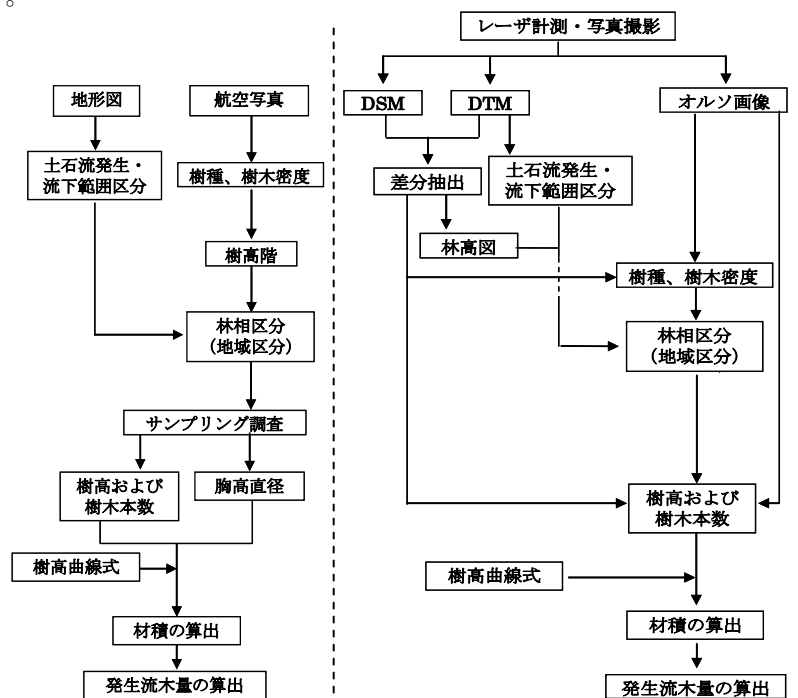 。
地形図
航空写真
土石流発生・
流下範囲区分
樹種、樹木密度
樹高階
林相区分
（地域区分）
サンプリング調査
樹高および
樹木本数
胸高直径
樹高曲線式
材積の算出
発生流木量の算出
レーザ計測・写真撮影
DSM
DTM
オルソ画像
差分抽出
土石流発生・
流下範囲区分
林高図
樹種、樹木密度
林相区分
（地域区分）
樹高および
樹木本数
樹高曲線式
材積の算出
発生流木量の算出